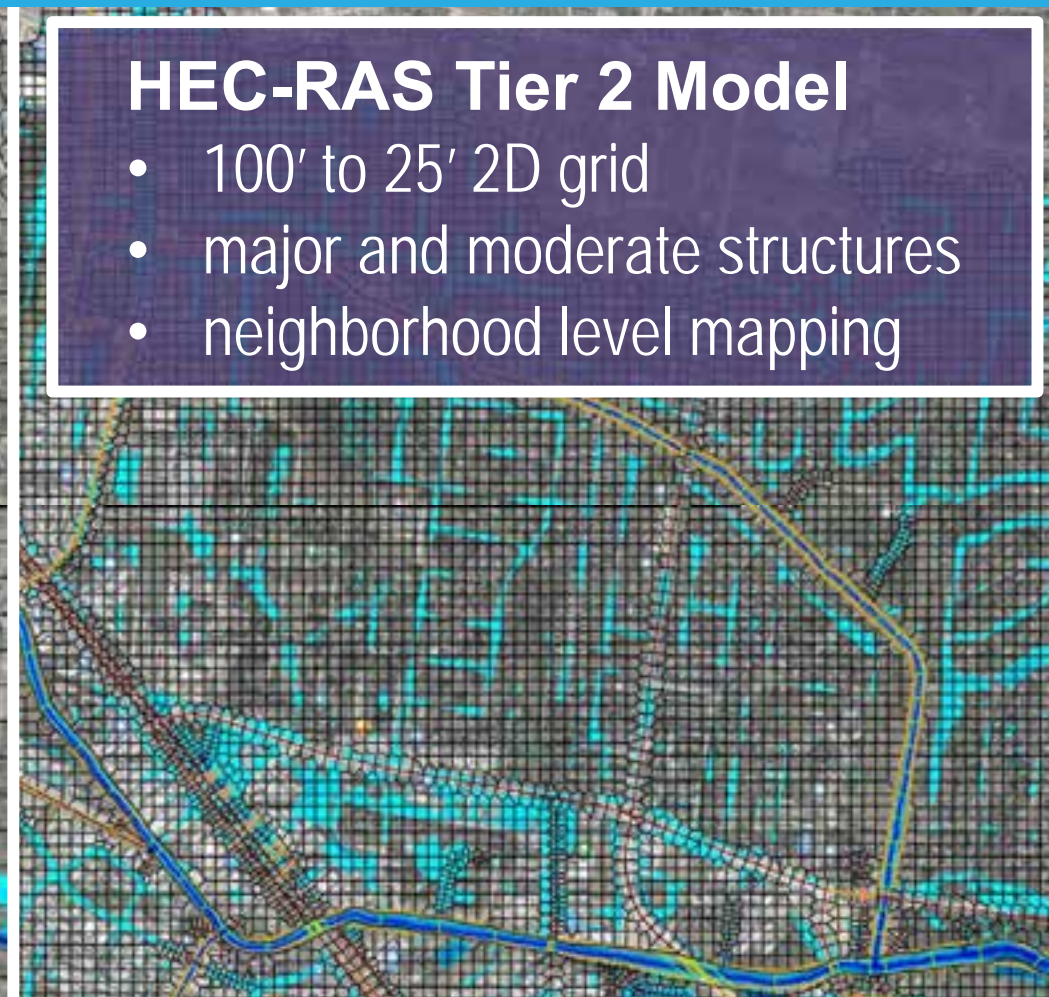 HEC-RAS Tier 2 Model
• 100′ to 25′ 2D grid
• major and moderate structures
• neighborhood level mapping